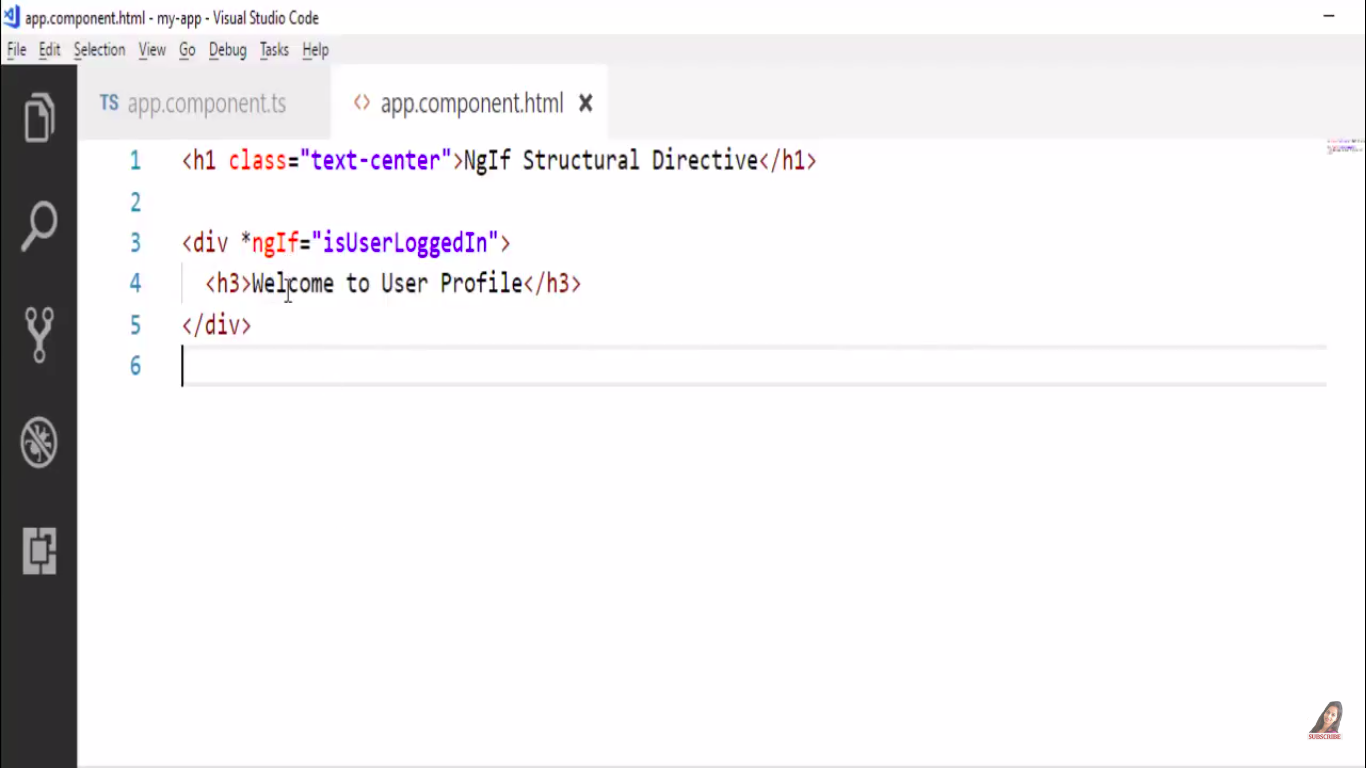 app.component.html - my-app - Visual Studio Code
File Edit Selection View Go Debug Tasks Help
TS app.component.ts <> app.component.html
1 <h1 class="text-center">NgIf Structural Directive</h1>
2
3 <div *ngIf="isUserLoggedIn">
4 <h3>Welcome to User Profile</h3>
5 </div>
6
SUBSCRIBE